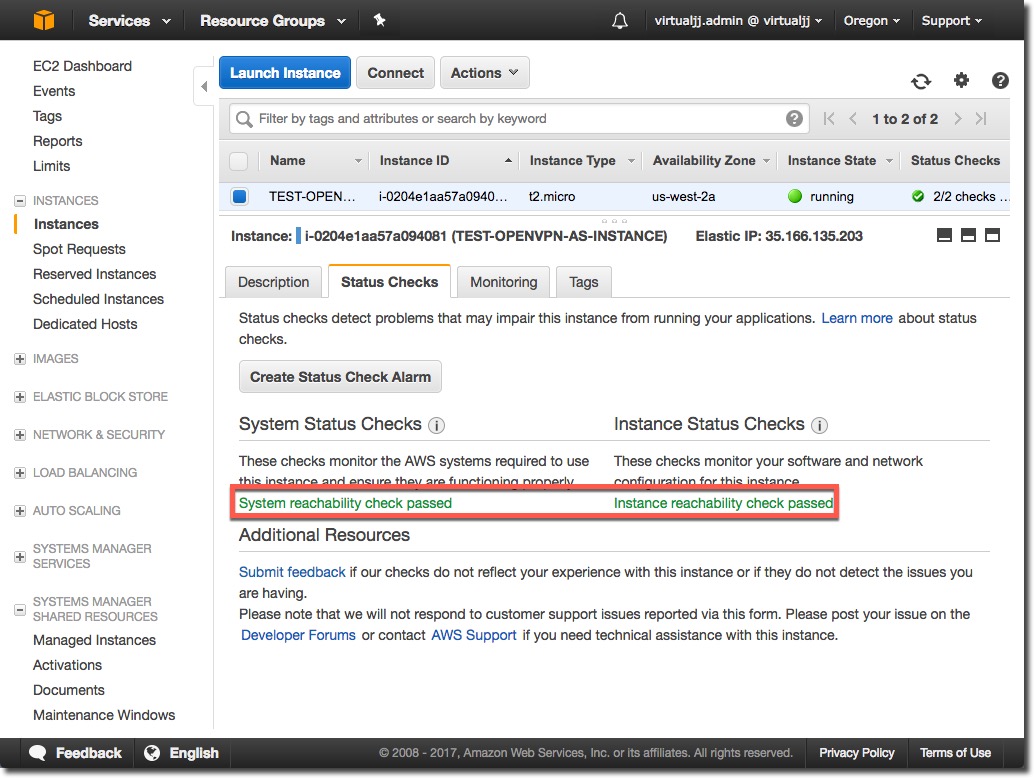 Services
Resource Groups
virtualjj.admin @ virtualjj
Oregon
Support
EC2 Dashboard
Events
Tags
Reports
Limits
INSTANCES
Instances
Spot Requests
Reserved Instances
Scheduled Instances
Dedicated Hosts
IMAGES
ELASTIC BLOCK STORE
NETWORK & SECURITY
LOAD BALANCING
AUTO SCALING
SYSTEMS MANAGER
SERVICES
SYSTEMS MANAGER
SHARED RESOURCES
Managed Instances
Activations
Documents
Maintenance Windows
Launch Instance
Connect
Actions
Filter by tags and attributes or search by keyword
1 to 2 of 2
Name Instance ID Instance Type Availability Zone Instance State Status Checks
TEST-OPEN... i-0204e1aa57a0940... t2.micro us-west-2a running 2/2 checks ...
Instance: i-0204e1aa57a094081 (TEST-OPENVPN-AS-INSTANCE) Elastic IP: 35.166.135.203
Description
Status Checks
Monitoring
Tags
Status checks detect problems that may impair this instance from running your applications. Learn more about status
checks.
Create Status Check Alarm
System Status Checks
These checks monitor the AWS systems required to use
this instance and ensure they are functioning properly.
System reachability check passed
Instance Status Checks
These checks monitor your software and network
configuration for this instance.
Instance reachability check passed
Additional Resources
Submit feedback if our checks do not reflect your experience with this instance or if they do not detect the issues you
are having.
Please note that we will not respond to customer support issues reported via this form. Please post your issue on the
Developer Forums or contact AWS Support if you need technical assistance with this instance.
Feedback
English
© 2008 - 2017, Amazon Web Services, Inc. or its affiliates. All rights reserved.
Privacy Policy
Terms of Use